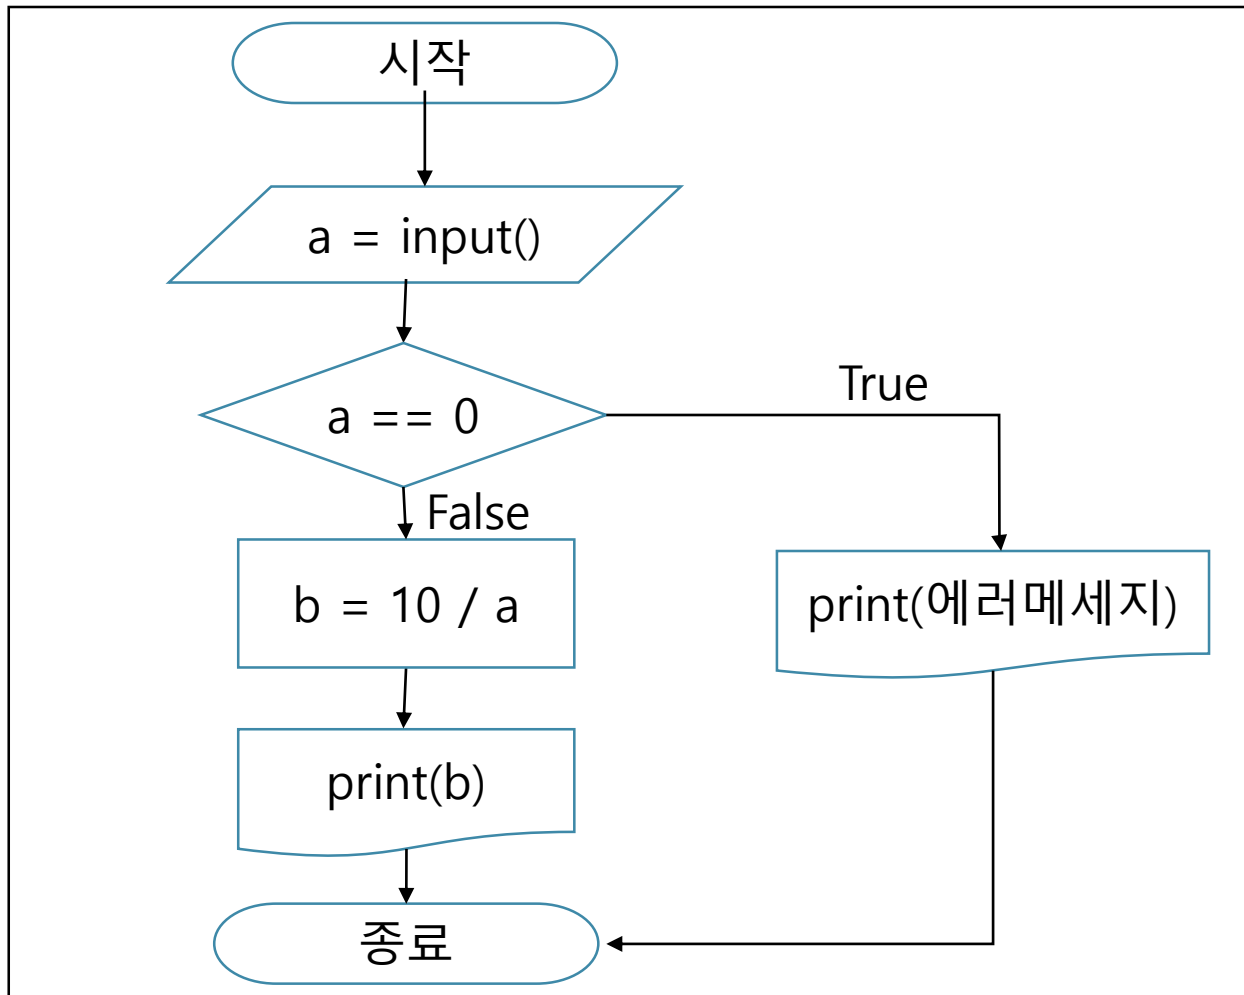 시작
a = input()
a == 0
True
False
b = 10 / a
print(에러메세지)
print(b)
종료